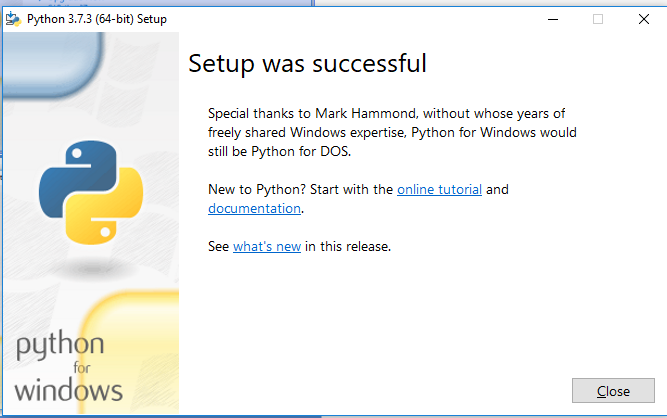 Python 3.7.3 (64-bit) Setup
Setup was successful
Special thanks to Mark Hammond, without whose years of
freely shared Windows expertise, Python for Windows would
still be Python for DOS.
New to Python? Start with the online tutorial and
documentation.
See what's new in this release.
python
for
windows
Close